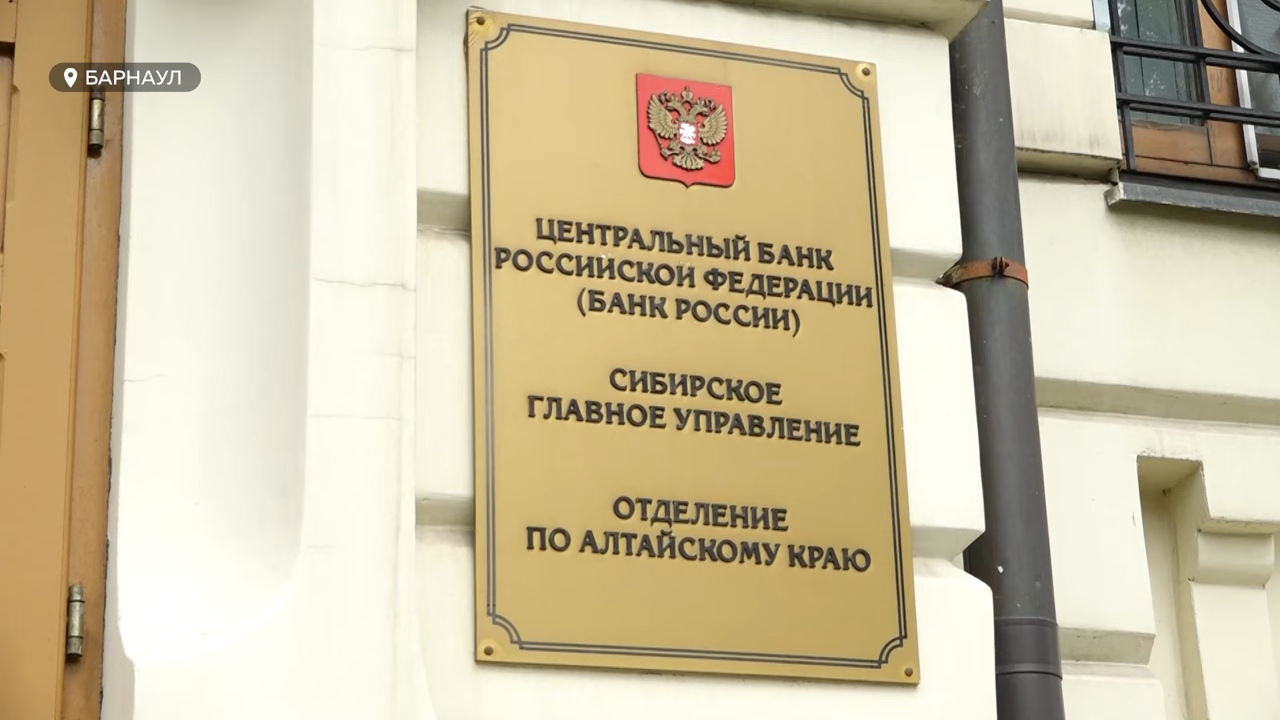 БАРНАУЛ
ЦЕНТРАЛЬНЫЙ БАНК
РОССИЙСКОЙ ФЕДЕРАЦИИ
(БАНК РОССИИ)
СИБИРСКОЕ
ГЛАВНОЕ УПРАВЛЕНИЕ
ОТДЕЛЕНИЕ
ПО АЛТАЙСКОМУ КРАЮ